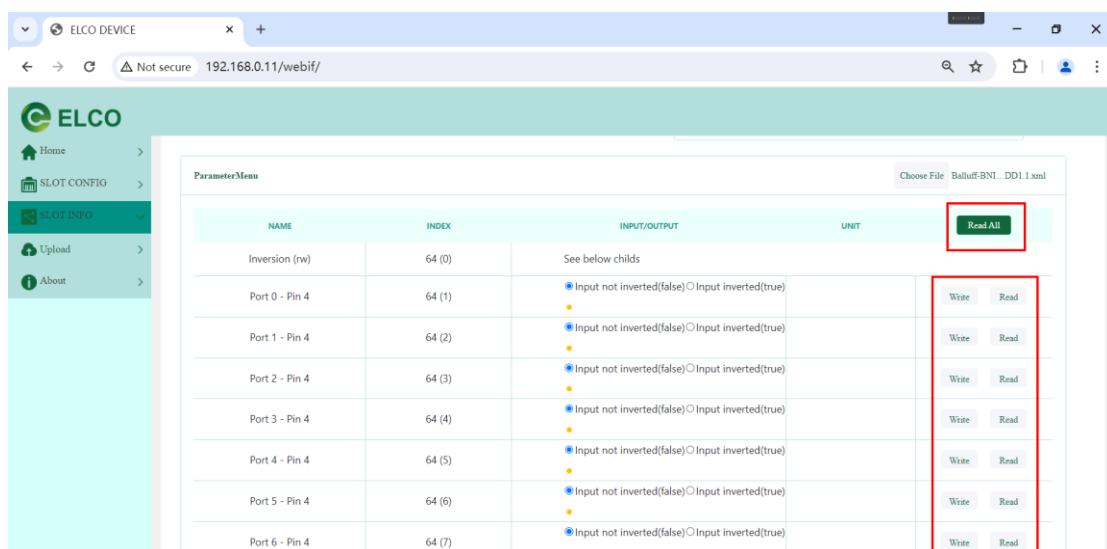 ELCO DEVICE
Not secure 192.168.0.11/webif/
ELCO
Home
SLOT CONFIG
SLOT INFO
Upload
About
ParameterMenu Choose File Balluff-BNI...DD1.1.xml
NAME INDEX INPUT/OUTPUT UNIT Read All
Inversion (rw) 64 (0) See below childs
Port 0 - Pin 4 64 (1) Input not inverted(false) Input inverted(true) Write Read
Port 1 - Pin 4 64 (2) Input not inverted(false) Input inverted(true) Write Read
Port 2 - Pin 4 64 (3) Input not inverted(false) Input inverted(true) Write Read
Port 3 - Pin 4 64 (4) Input not inverted(false) Input inverted(true) Write Read
Port 4 - Pin 4 64 (5) Input not inverted(false) Input inverted(true) Write Read
Port 5 - Pin 4 64 (6) Input not inverted(false) Input inverted(true) Write Read
Port 6 - Pin 4 64 (7) Input not inverted(false) Input inverted(true) Write Read